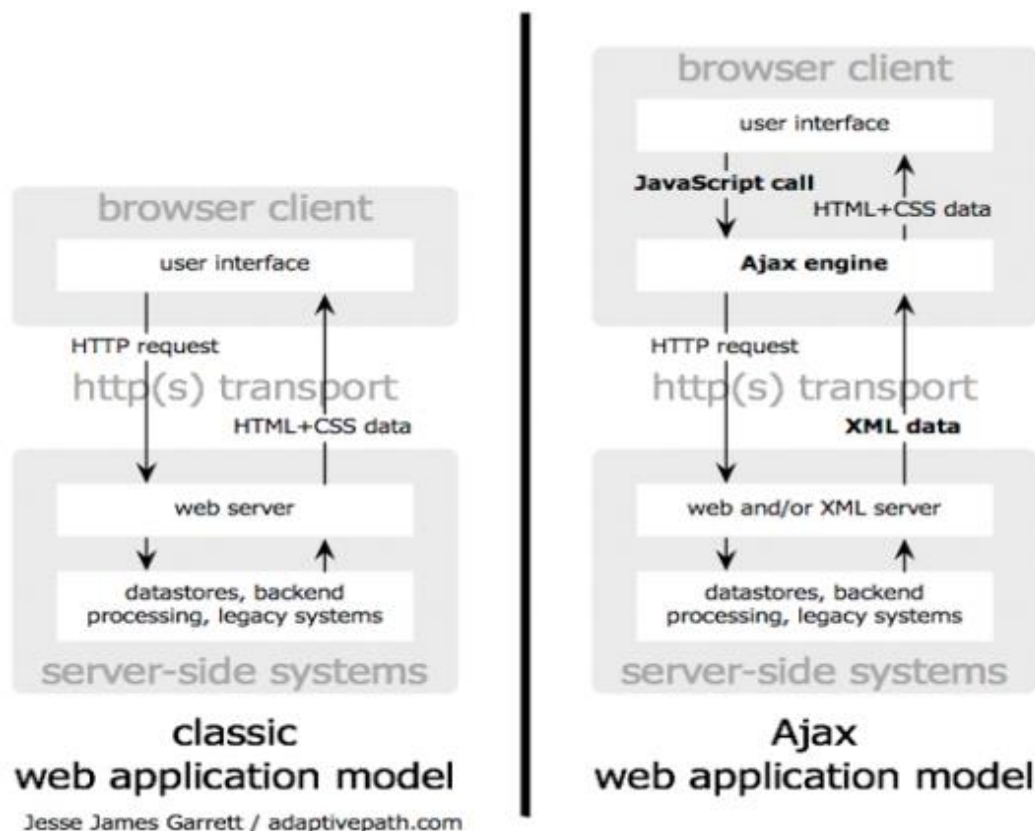 browser client
user interface
HTTP request
http(s) transport
HTML+CSS data
web server
datastores, backend
processing, legacy systems
server-side systems
classic
web application model
Jesse James Garrett / adaptivepath.com
browser client
user interface
JavaScript call
HTML+CSS data
Ajax engine
HTTP request
http(s) transport
XML data
web and/or XML server
datastores, backend
processing, legacy systems
server-side systems
Ajax
web application model